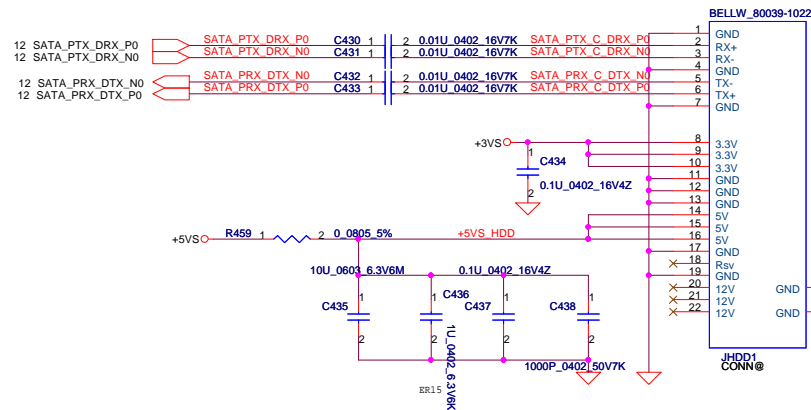 BELLW_80039-1022
12 SATA_PTX_DRX_P0 SATA_PTX_DRX_P0 C430 1 2 0.01U_0402_16V7K SATA_PTX_C_DRX_P0
12 SATA_PTX_DRX_N0 SATA_PTX_DRX_N0 C431 1 2 0.01U_0402_16V7K SATA_PTX_C_DRX_N0
12 SATA_PRX_DTX_N0 SATA_PRX_DTX_N0 C432 1 2 0.01U_0402_16V7K SATA_PRX_C_DTX_N0
12 SATA_PRX_DTX_P0 SATA_PRX_DTX_P0 C433 1 2 0.01U_0402_16V7K SATA_PRX_C_DTX_P0
1 GND
2 RX+
3 RX-
4 GND
5 TX-
6 TX+
7 GND
+3VS
1 C434
0.1U_0402_16V4Z
2
8 3.3V
9 3.3V
10 3.3V
11 GND
12 GND
13 GND
14 5V
15 5V
16 5V
17 GND
18 Rsv
19 GND
20 12V GND
21 12V
22 12V GND
+5VS R459 1 2 0_0805_5% +5VS_HDD
10U_0603_6.3V6M 0.1U_0402_16V4Z
C435 1 2
C436 1 2
1U_0402_6.3V6K
C437 1 2
C438 1 2
1000P_0402_50V7K
ER15
JHDD1
CONN@